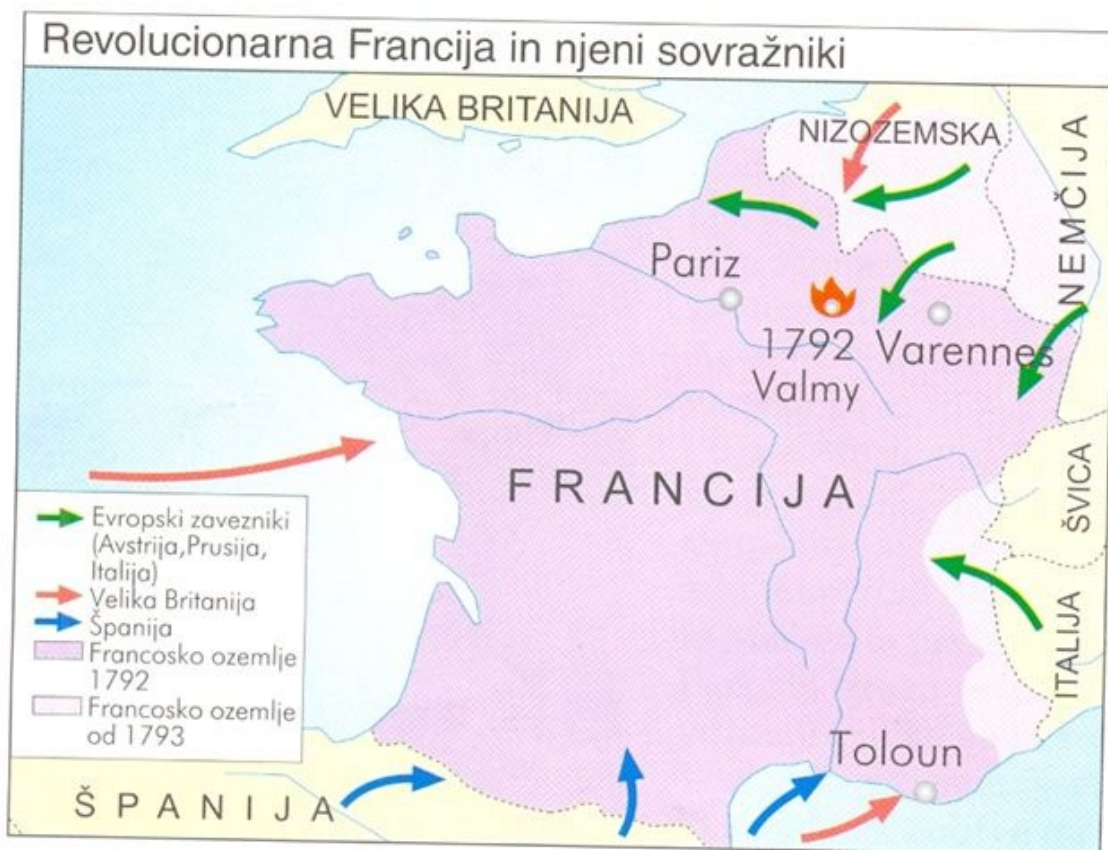 Revolucionarna Francija in njeni sovražniki
VELIKA BRITANIJA
NIZOZEMSKA
NEMČIJA
Pariz
1792
Valmy
Varennes
FRANCIJA
ŠVICA
ITALIJA
Evropski zavezniki
(Avstrija,Prusija,
Italija)
Velika Britanija
Španija
Francosko ozemlje
1792
Francosko ozemlje
od 1793
Toloun
ŠPANIJA